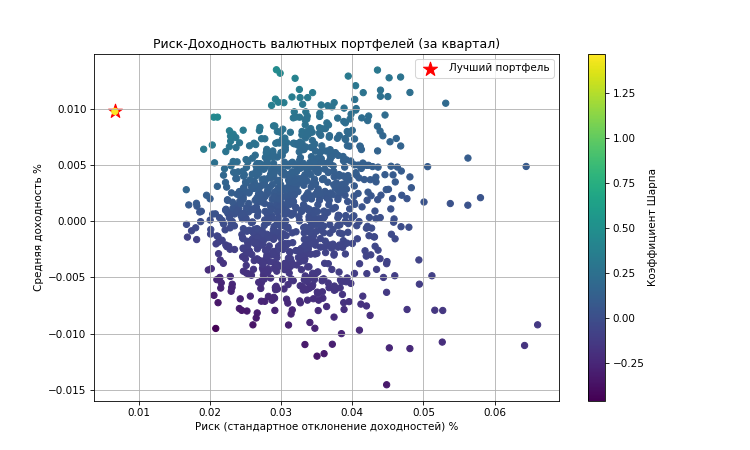 Риск-Доходность валютных портфелей (за квартал)
Лучший портфель
Средняя доходность %
0.010
0.005
0.000
−0.005
−0.010
−0.015
0.01 0.02 0.03 0.04 0.05 0.06
Риск (стандартное отклонение доходностей) %
1.25
1.00
0.75
0.50
0.25
0.00
−0.25
Коэффициент Шарпа